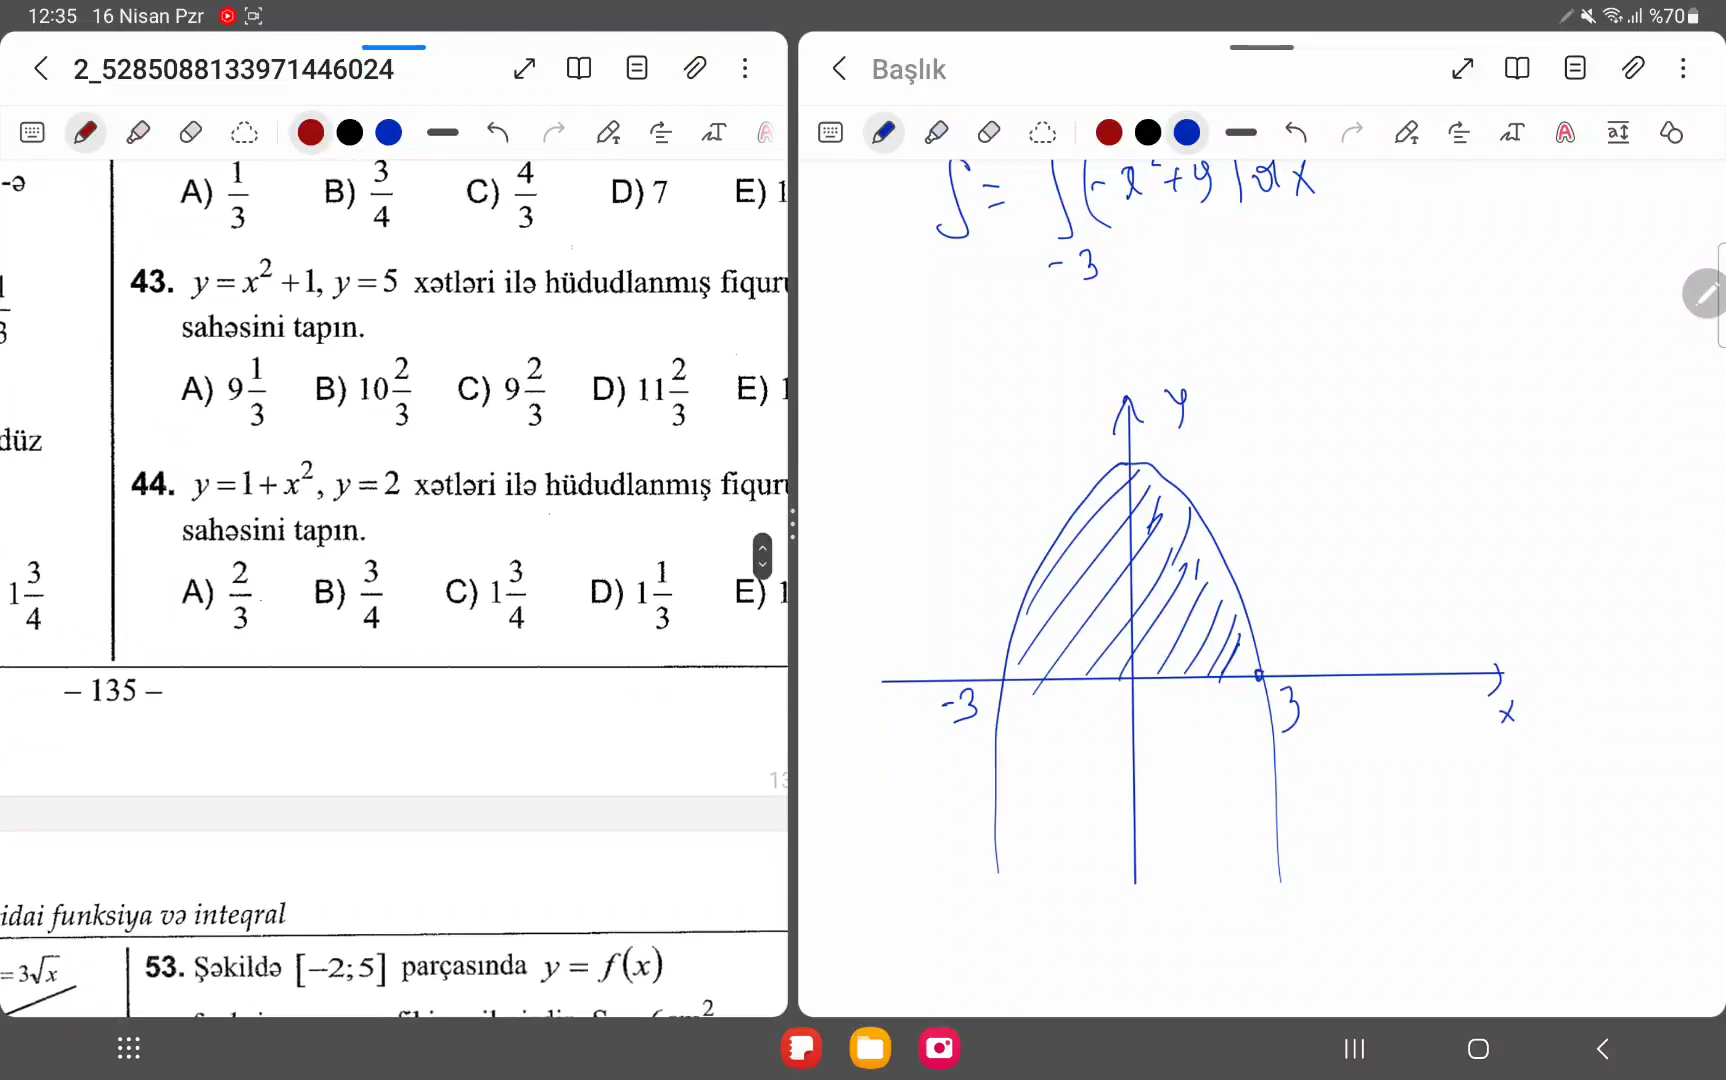 12:35 16 Nisan Pzr %70
2_5285088133971446024
-ə
A) 1/3 B) 3/4 C) 4/3 D) 7 E) 1
43. y = x² + 1, y = 5 xətləri ilə hüdudlanmış fiquru
sahəsini tapın.
A) 9 1/3 B) 10 2/3 C) 9 2/3 D) 11 2/3 E) 1
düz
44. y = 1 + x², y = 2 xətləri ilə hüdudlanmış fiquru
sahəsini tapın.
1 3/4
A) 2/3 B) 3/4 C) 1 3/4 D) 1 1/3 E) 1
– 135 –
13
idai funksiya və inteqral
= 3√x
53. Şəkildə [–2; 5] parçasında y = f(x)
Başlık
∫ = ∫ (- x² + 9) dx
-3
y
-3
3
x